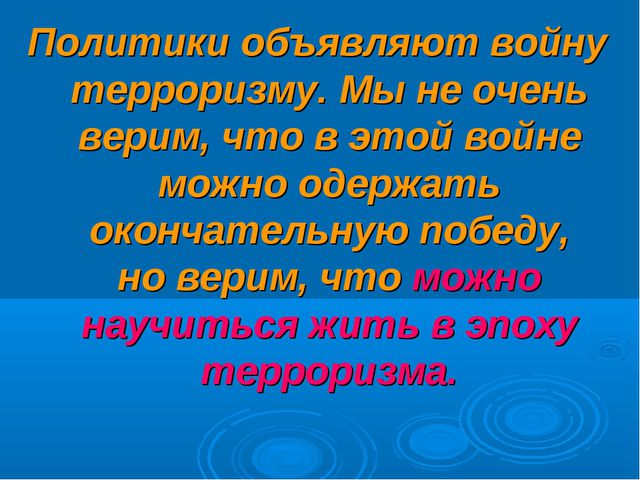 Политики объявляют войну
терроризму. Мы не очень
верим, что в этой войне
можно одержать
окончательную победу,
но верим, что можно
научиться жить в эпоху
терроризма.